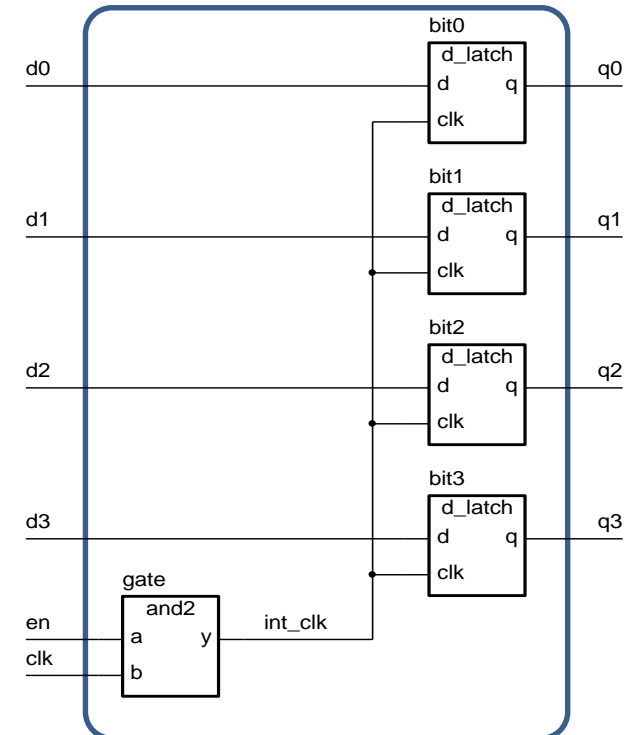 bit0
d_latch
d0
q0
d q
clk
bit1
d_latch
d1
q1
d q
clk
bit2
d_latch
d2
q2
d q
clk
bit3
d_latch
d3
q3
d q
clk
gate
and2
en
a y
int_clk
clk
b